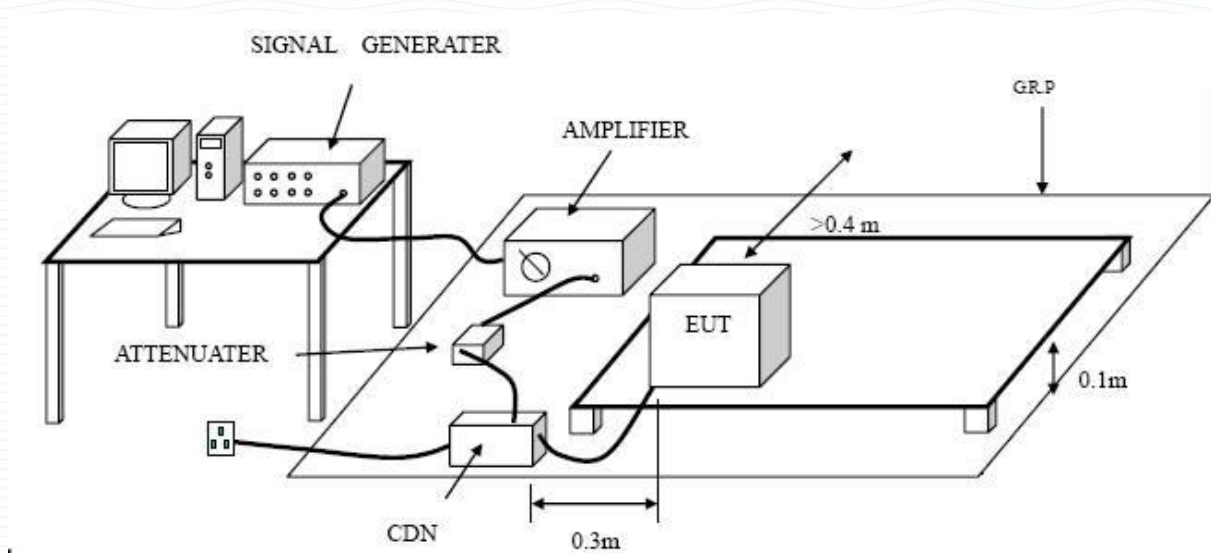 SIGNAL GENERATER
G.R.P
AMPLIFIER
>0.4 m
EUT
ATTENUATER
0.1m
CDN
0.3m